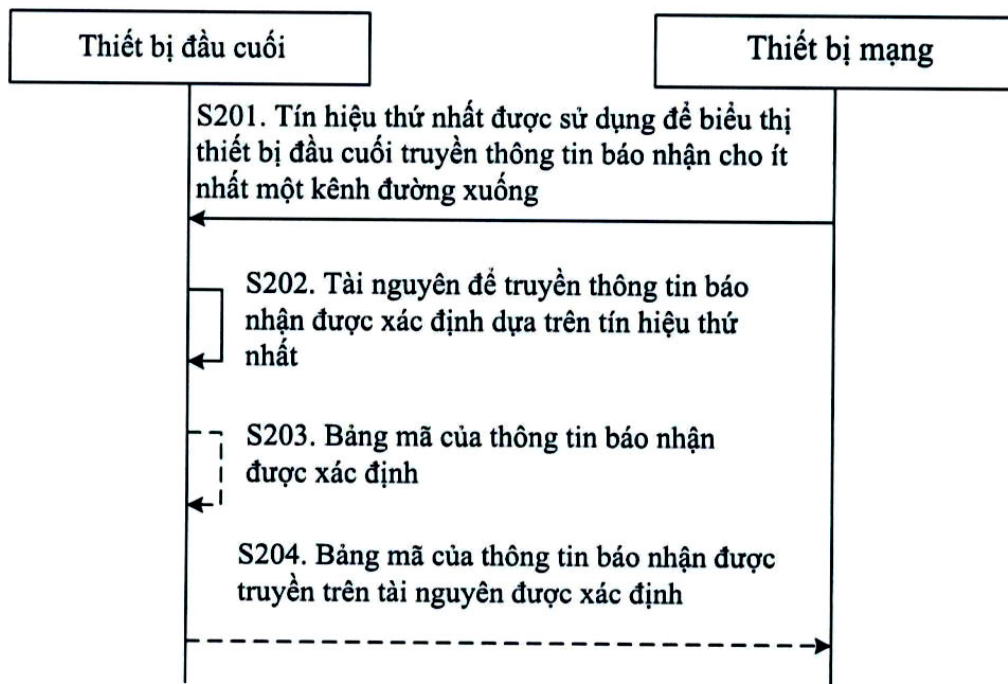 Thiết bị đầu cuối
Thiết bị mạng
S201. Tín hiệu thứ nhất được sử dụng để biểu thị
thiết bị đầu cuối truyền thông tin báo nhận cho ít
nhất một kênh đường xuống
S202. Tài nguyên để truyền thông tin báo
nhận được xác định dựa trên tín hiệu thứ
nhất
S203. Bảng mã của thông tin báo nhận
được xác định
S204. Bảng mã của thông tin báo nhận được
truyền trên tài nguyên được xác định